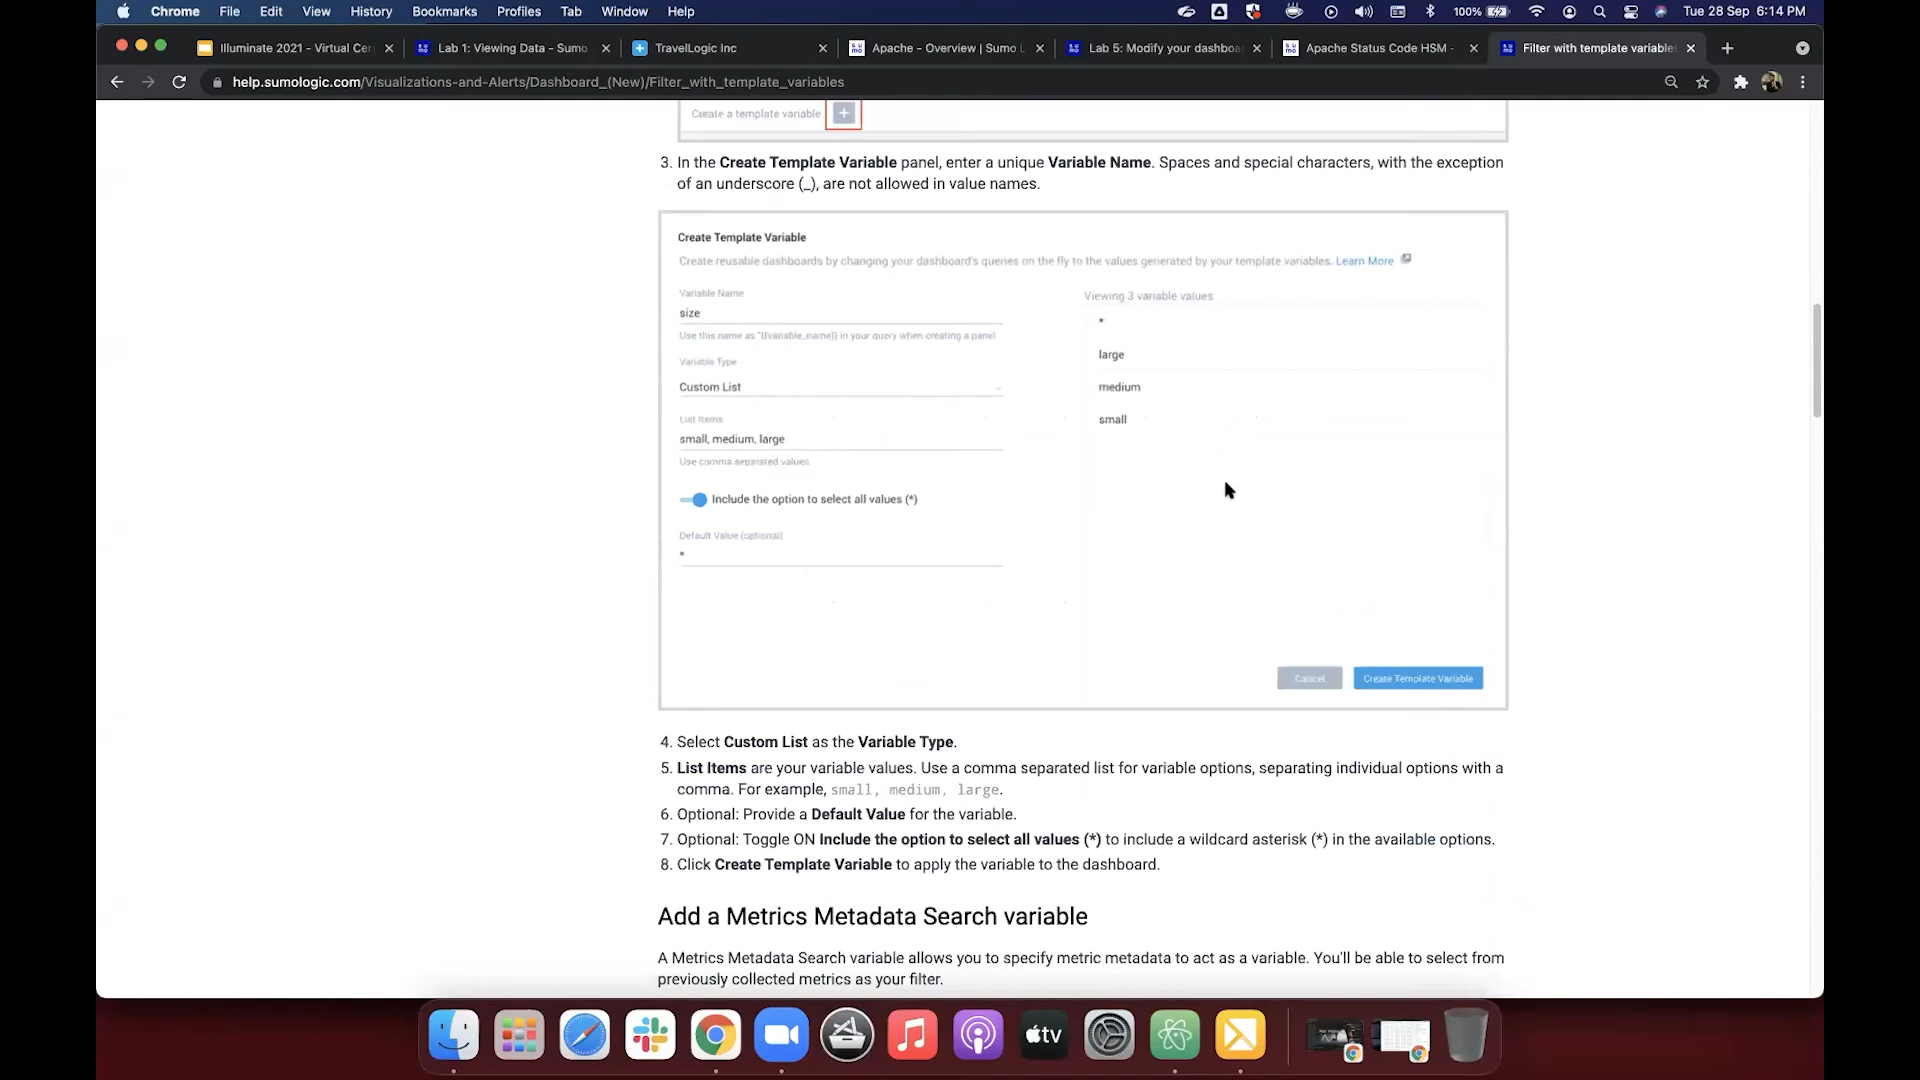 Chrome File Edit View History Bookmarks Profiles Tab Window Help 100% Tue 28 Sep 6:14 PM
Illuminate 2021 - Virtual Cer
Lab 1: Viewing Data - Sumo
TravelLogic Inc
Apache - Overview | Sumo L
Lab 5: Modify your dashboa
Apache Status Code HSM -
Filter with template variable
help.sumologic.com/Visualizations-and-Alerts/Dashboard_(New)/Filter_with_template_variables
Create a template variable +
3. In the Create Template Variable panel, enter a unique Variable Name. Spaces and special characters, with the exception
of an underscore (_), are not allowed in value names.
Create Template Variable
Create reusable dashboards by changing your dashboard's queries on the fly to the values generated by your template variables. Learn More
Variable Name
size
Use this name as "{{variable_name}} in your query when creating a panel
Variable Type
Custom List
List Items
small, medium, large
Use comma separated values
Include the option to select all values (*)
Default Value (optional)
*
Viewing 3 variable values
*
large
medium
small
Cancel
Create Template Variable
4. Select Custom List as the Variable Type.
5. List Items are your variable values. Use a comma separated list for variable options, separating individual options with a
comma. For example, small, medium, large.
6. Optional: Provide a Default Value for the variable.
7. Optional: Toggle ON Include the option to select all values (*) to include a wildcard asterisk (*) in the available options.
8. Click Create Template Variable to apply the variable to the dashboard.
Add a Metrics Metadata Search variable
A Metrics Metadata Search variable allows you to specify metric metadata to act as a variable. You'll be able to select from
previously collected metrics as your filter.
tv